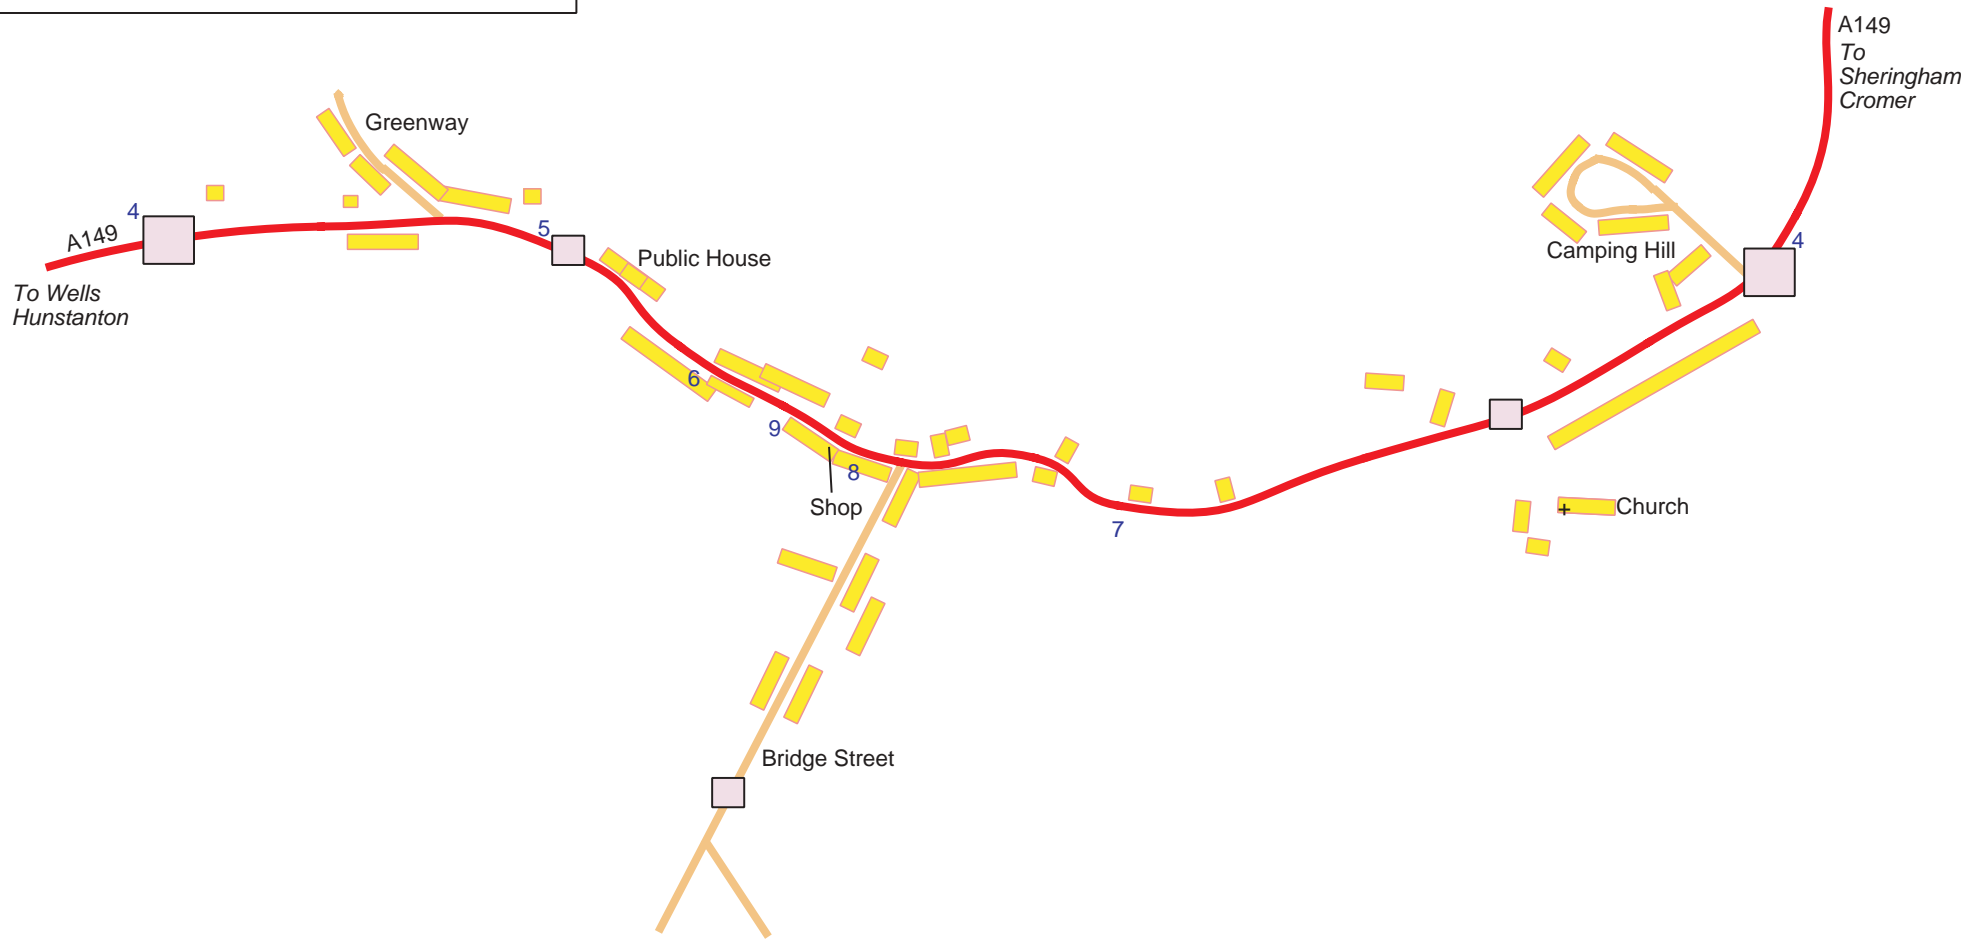 A149
To
Sheringham
Cromer
Greenway
4
A149
5
Public House
To Wells
Hunstanton
Camping Hill
4
6
9
8
Shop
7
Church
Bridge Street